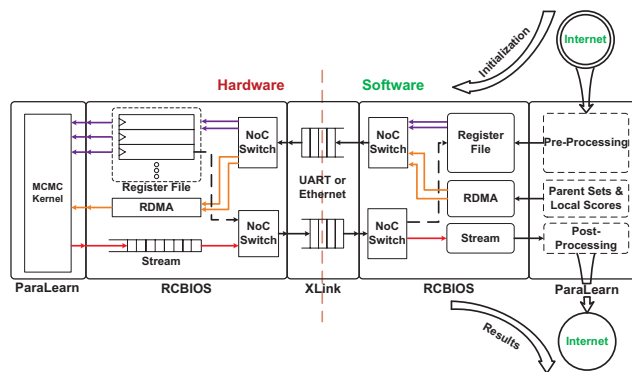 Internet
Initialization
Hardware
Software
MCMC
Kernel
Register File
RDMA
Stream
NoC
Switch
NoC
Switch
UART or
Ethernet
NoC
Switch
NoC
Switch
Register
File
RDMA
Stream
Pre-Processing
Parent Sets &
Local Scores
Post-
Processing
ParaLearn
RCBIOS
XLink
RCBIOS
ParaLearn
Results
Internet